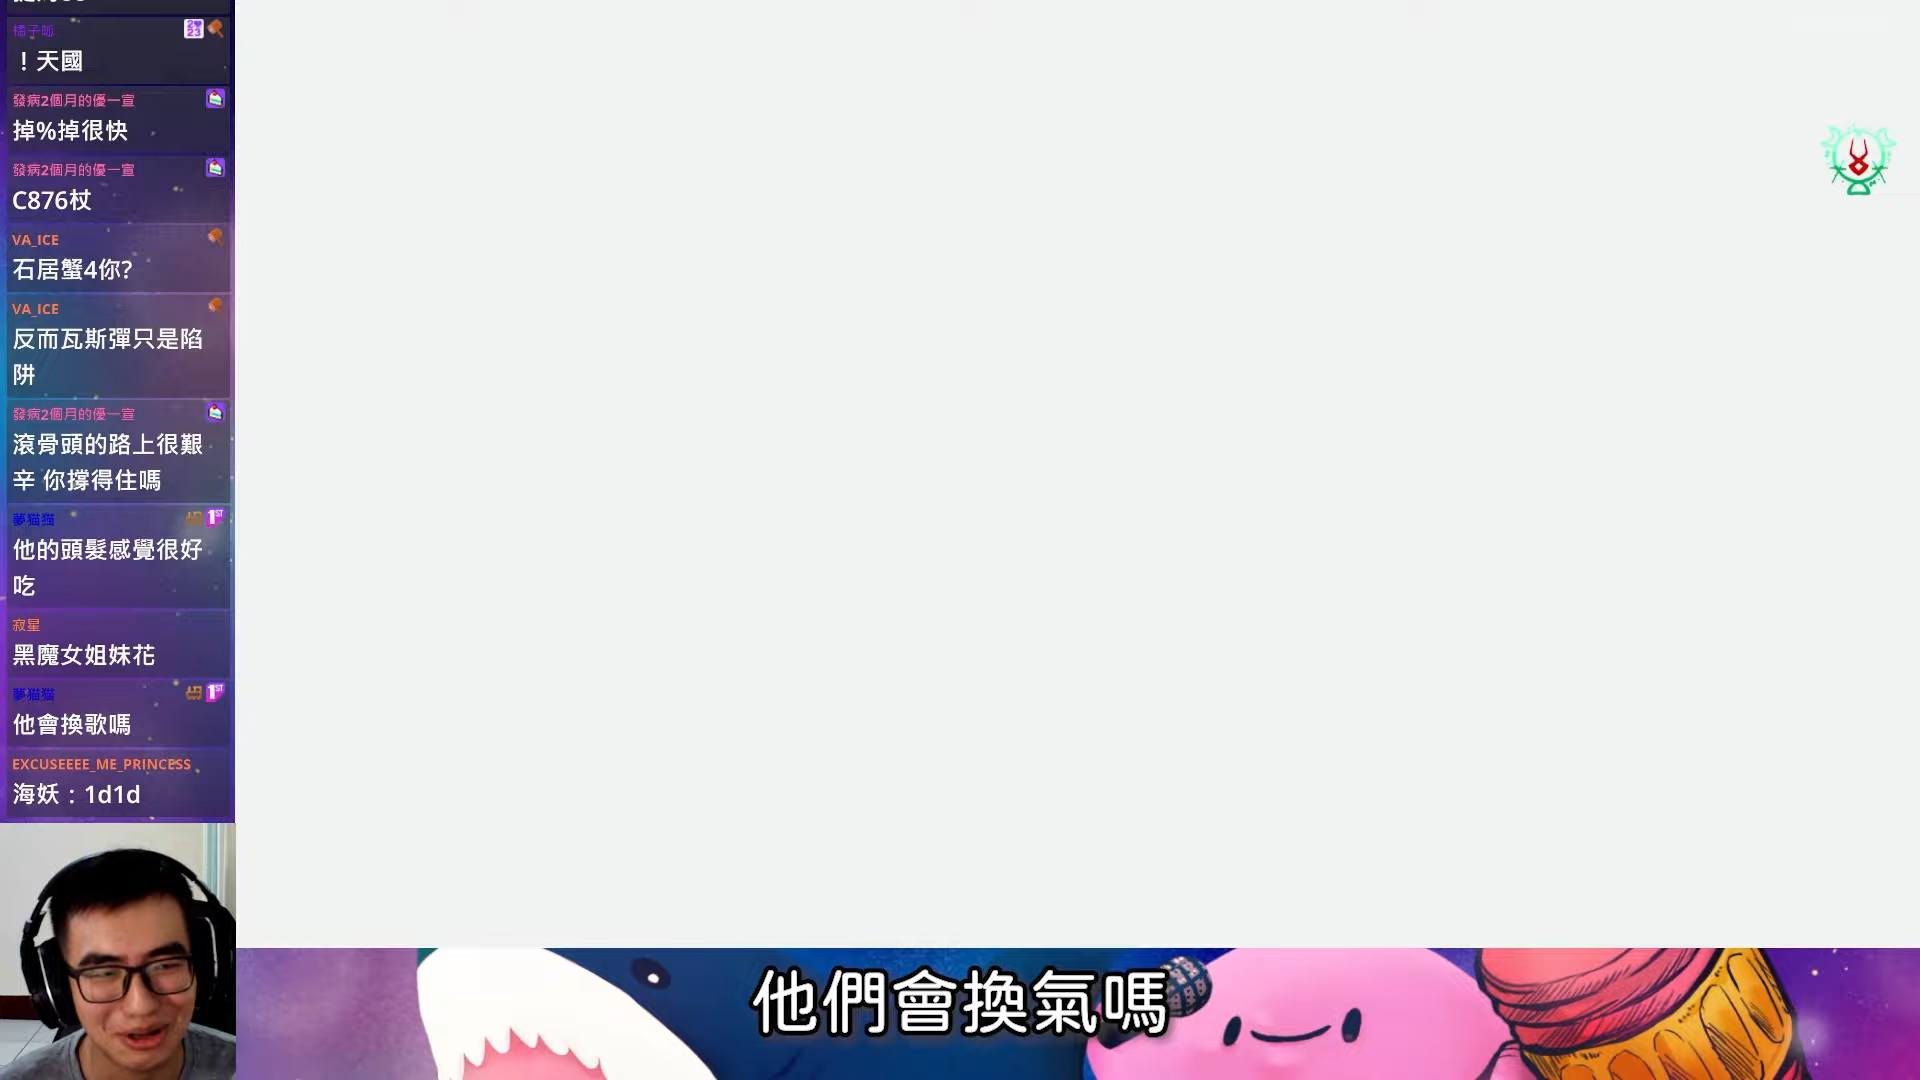 橘子呱
！天國
發病2個月的優一宣
掉%掉很快
發病2個月的優一宣
C876杖
VA_ICE
石居蟹4你?
VA_ICE
反而瓦斯彈只是陷
阱
發病2個月的優一宣
滾骨頭的路上很艱
辛 你撐得住嗎
夢猫猫
他的頭髮感覺很好
吃
寂星
黑魔女姐妹花
夢猫猫
他會換歌嗎
EXCUSEEEE_ME_PRINCESS
海妖：1d1d
他們會換氣嗎